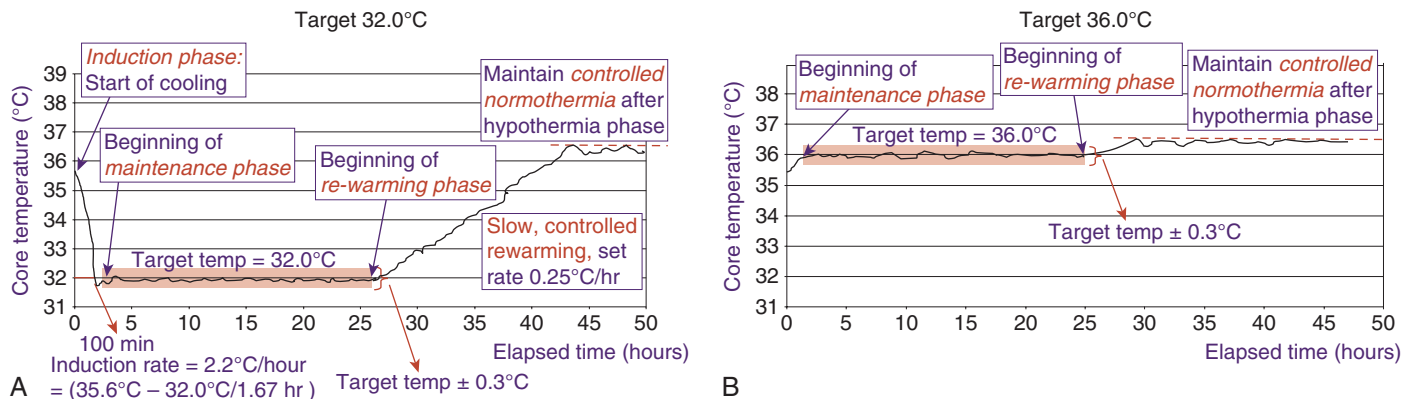 Target 32.0°C
Induction phase:
Start of cooling
Beginning of
maintenance phase
Target temp = 32.0°C
Beginning of
re-warming phase
Maintain controlled
normothermia after
hypothermia phase
Slow, controlled
rewarming, set
rate 0.25°C/hr
Core temperature (°C)
39
38
37
36
35
34
33
32
31
0 5 10 15 20 25 30 35 40 45 50
Elapsed time (hours)
100 min
Induction rate = 2.2°C/hour
= (35.6°C – 32.0°C/1.67 hr )
Target temp ± 0.3°C
A
Target 36.0°C
Beginning of
maintenance phase
Beginning of
re-warming phase
Maintain controlled
normothermia after
hypothermia phase
Target temp = 36.0°C
Target temp ± 0.3°C
Core temperature (°C)
39
38
37
36
35
34
33
32
31
0 5 10 15 20 25 30 35 40 45 50
Elapsed time (hours)
B